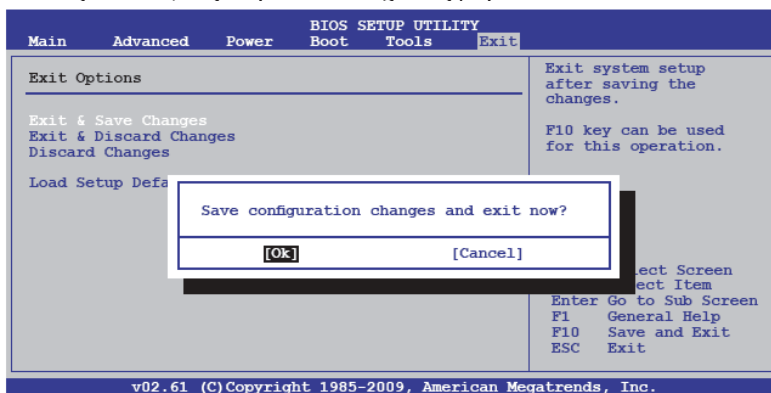 BIOS SETUP UTILITY
Main Advanced Power Boot Tools Exit
Exit Options
Exit & Save Changes
Exit & Discard Changes
Discard Changes
Load Setup Defa
Save configuration changes and exit now?
[Ok] [Cancel]
Exit system setup
after saving the
changes.
F10 key can be used
for this operation.
ect Screen
ect Item
Enter Go to Sub Screen
F1 General Help
F10 Save and Exit
ESC Exit
v02.61 (C)Copyright 1985-2009, American Megatrends, Inc.